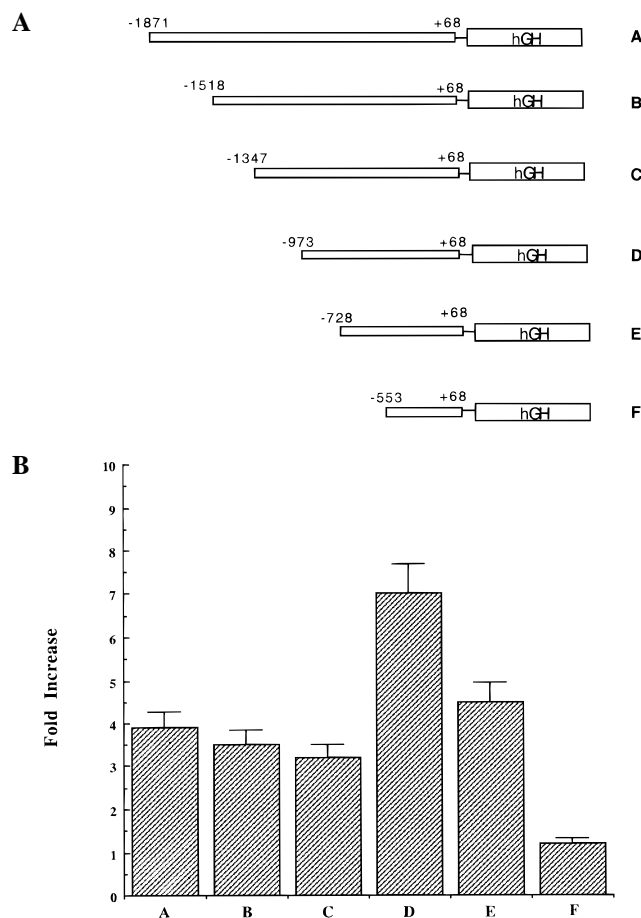 A
-1871 +68
hGH A
-1518 +68
hGH B
-1347 +68
hGH C
-973 +68
hGH D
-728 +68
hGH E
-553 +68
hGH F
B
10
9
8
7
6
5
4
3
2
1
0
Fold Increase
A B C D E F